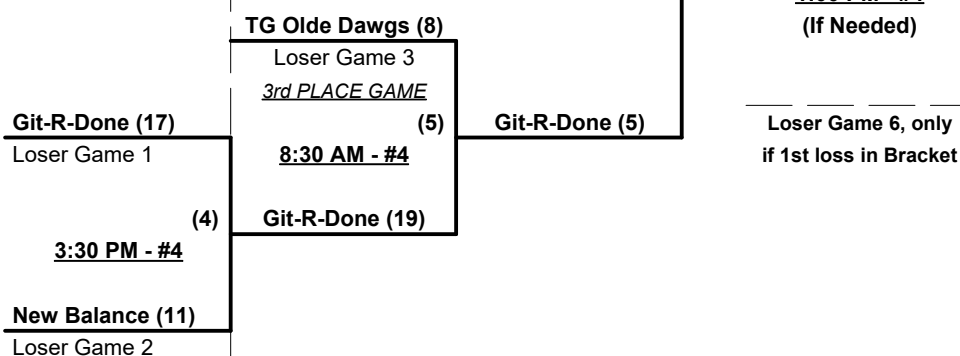 (If Needed)
TG Olde Dawgs (8)
Loser Game 3
3rd PLACE GAME
Git-R-Done (17)
(5)
Git-R-Done (5)
Loser Game 6, only
Loser Game 1
8:30 AM - #4
if 1st loss in Bracket
(4)
Git-R-Done (19)
3:30 PM - #4
New Balance (11)
Loser Game 2